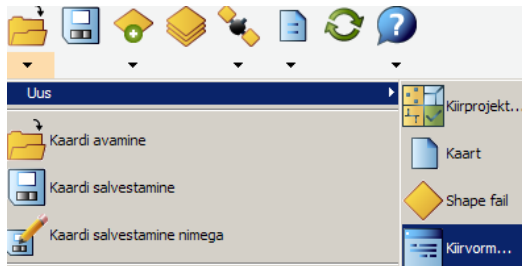 Uus
Kaardi avamine
Kaardi salvestamine
Kaardi salvestamine nimega
Kiirprojekt...
Kaart
Shape fail
Kiirvorm...